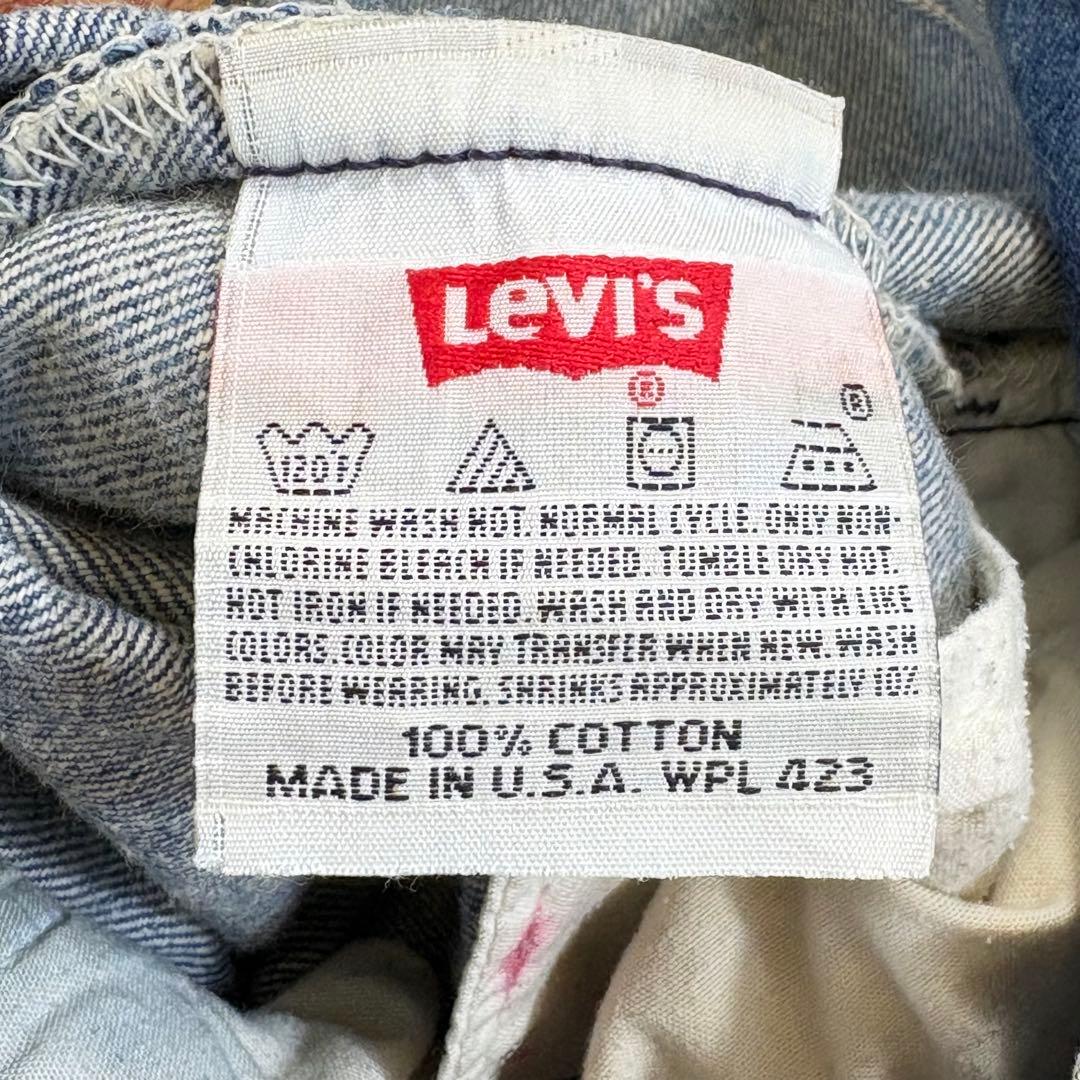 LEVI'S
®
®
120°F
MACHINE WASH HOT. NORMAL CYCLE. ONLY NON-
CHLORINE BLEACH IF NEEDED. TUMBLE DRY HOT.
HOT IRON IF NEEDED. WASH AND DRY WITH LIKE
COLORS. COLOR MAY TRANSFER WHEN NEW. WASH
BEFORE WEARING. SHRINKS APPROXIMATELY 10%
100% COTTON
MADE IN U.S.A. WPL 423